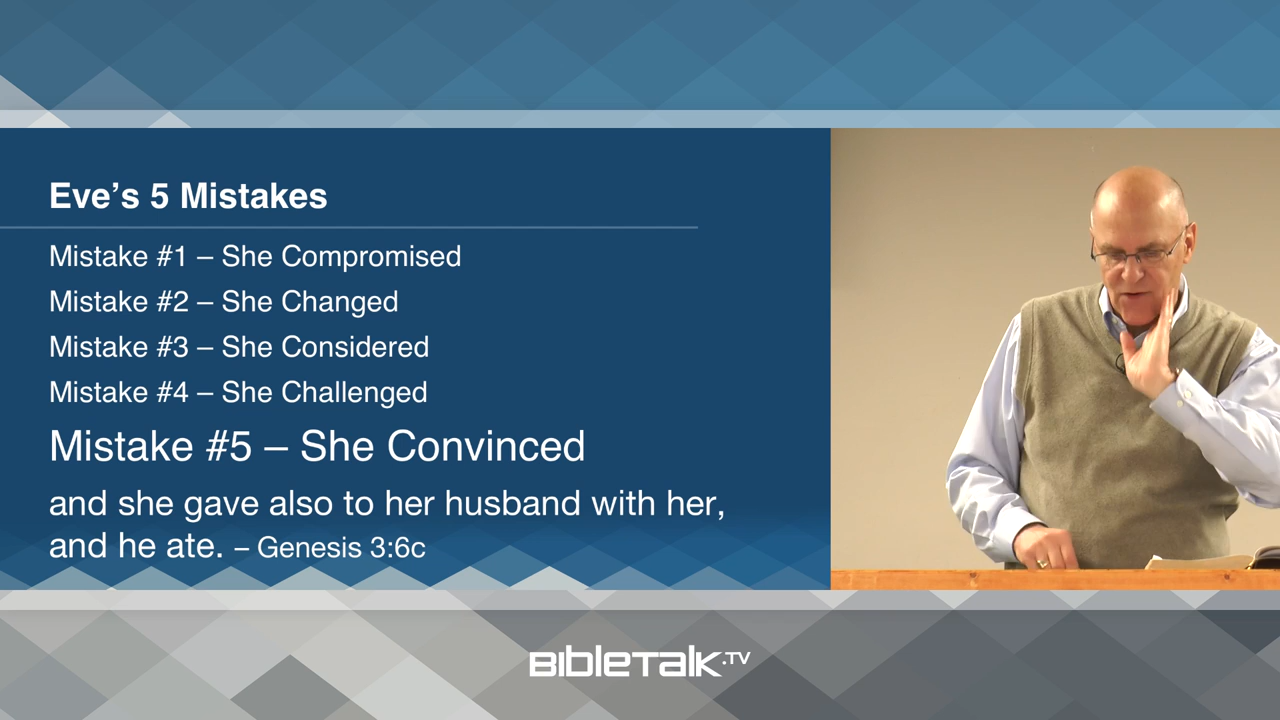 Eve’s 5 Mistakes
Mistake #1 – She Compromised
Mistake #2 – She Changed
Mistake #3 – She Considered
Mistake #4 – She Challenged
Mistake #5 – She Convinced
and she gave also to her husband with her,
and he ate. – Genesis 3:6c
BIBLETALK.TV